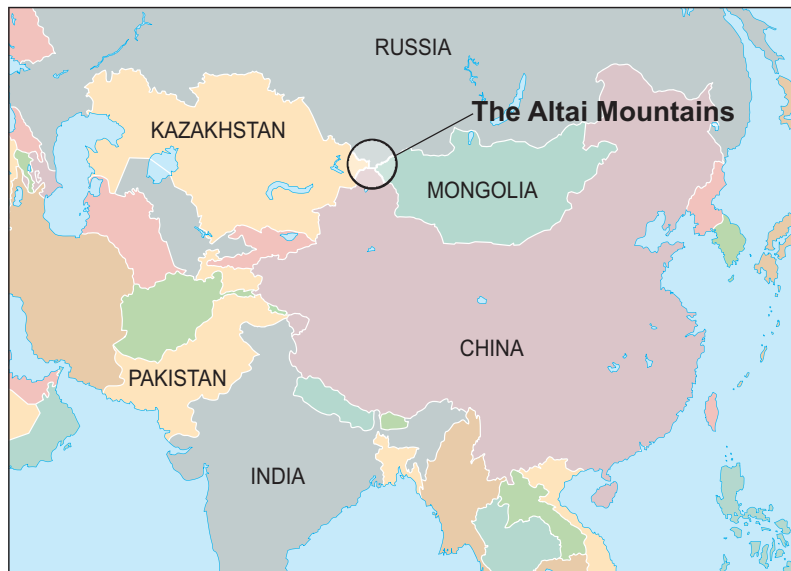 RUSSIA
The Altai Mountains
KAZAKHSTAN
MONGOLIA
CHINA
PAKISTAN
INDIA